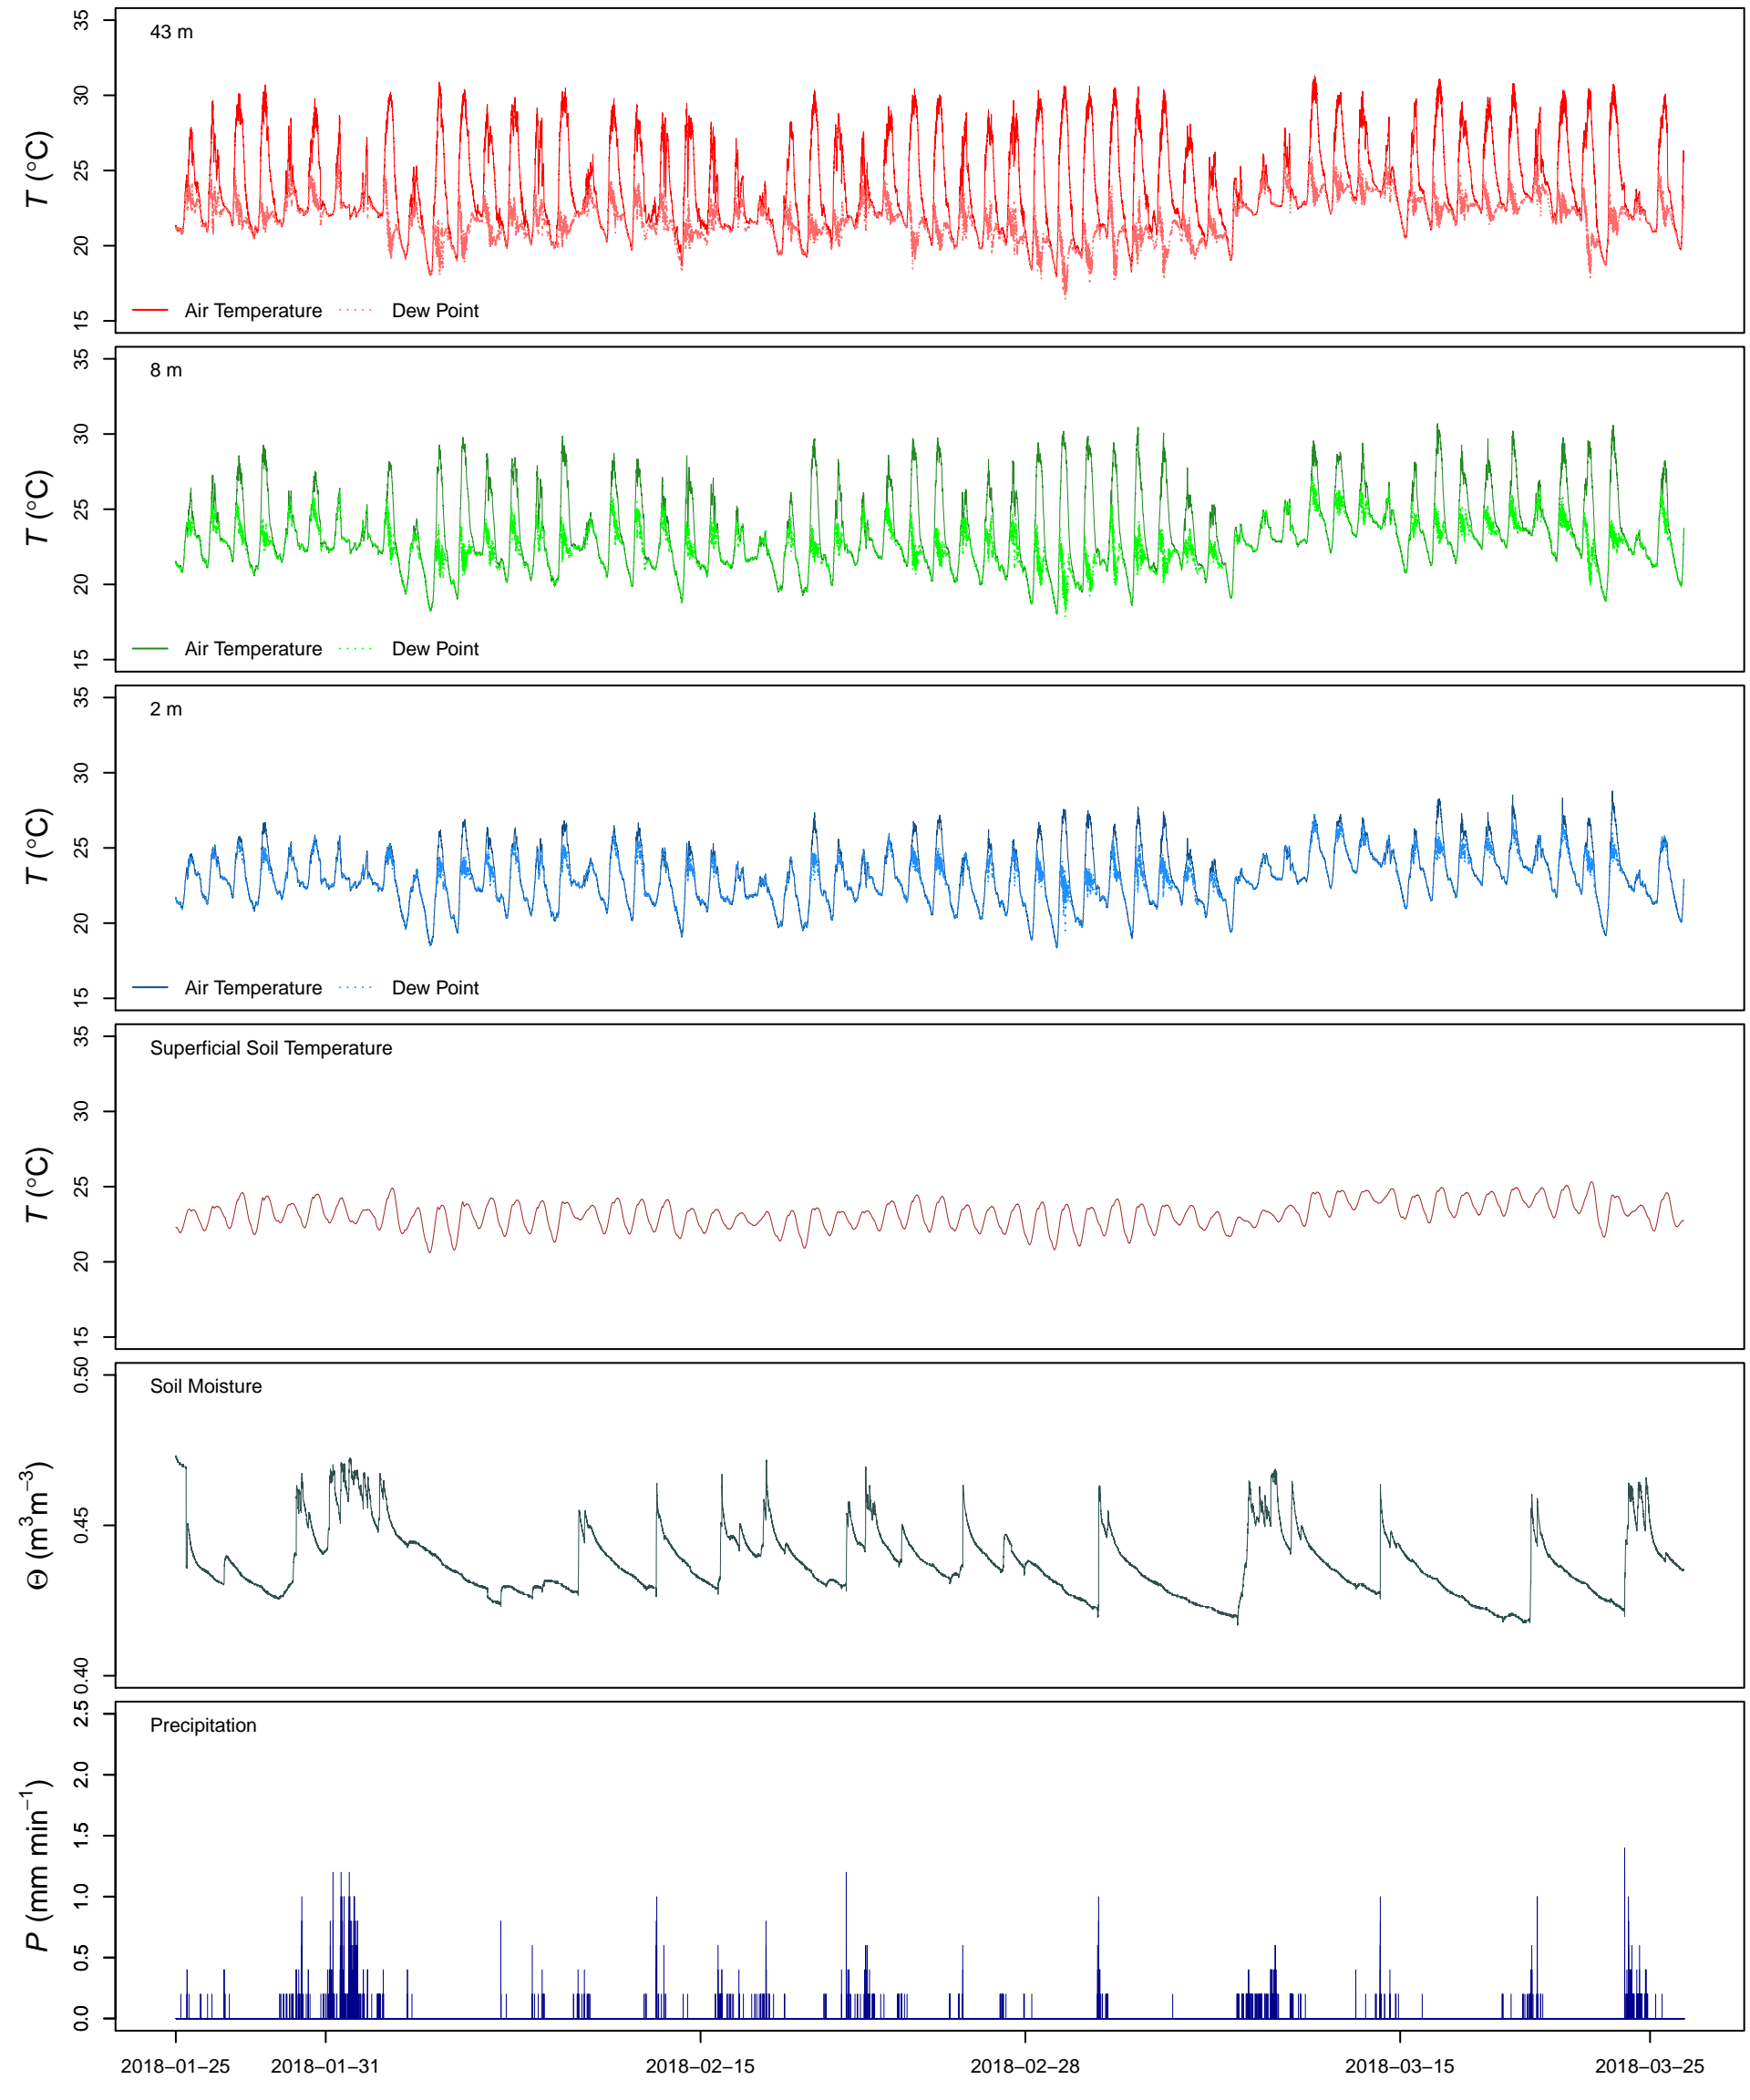 43 m
T (°C)
35
30
25
20
15
Air Temperature
Dew Point
8 m
T (°C)
35
30
25
20
15
Air Temperature
Dew Point
2 m
T (°C)
35
30
25
20
15
Air Temperature
Dew Point
Superficial Soil Temperature
T (°C)
35
30
25
20
15
Soil Moisture
Θ (m³m⁻³)
0.50
0.45
0.40
Precipitation
P (mm min⁻¹)
2.5
2.0
1.5
1.0
0.5
0.0
2018−01−25
2018−01−31
2018−02−15
2018−02−28
2018−03−15
2018−03−25